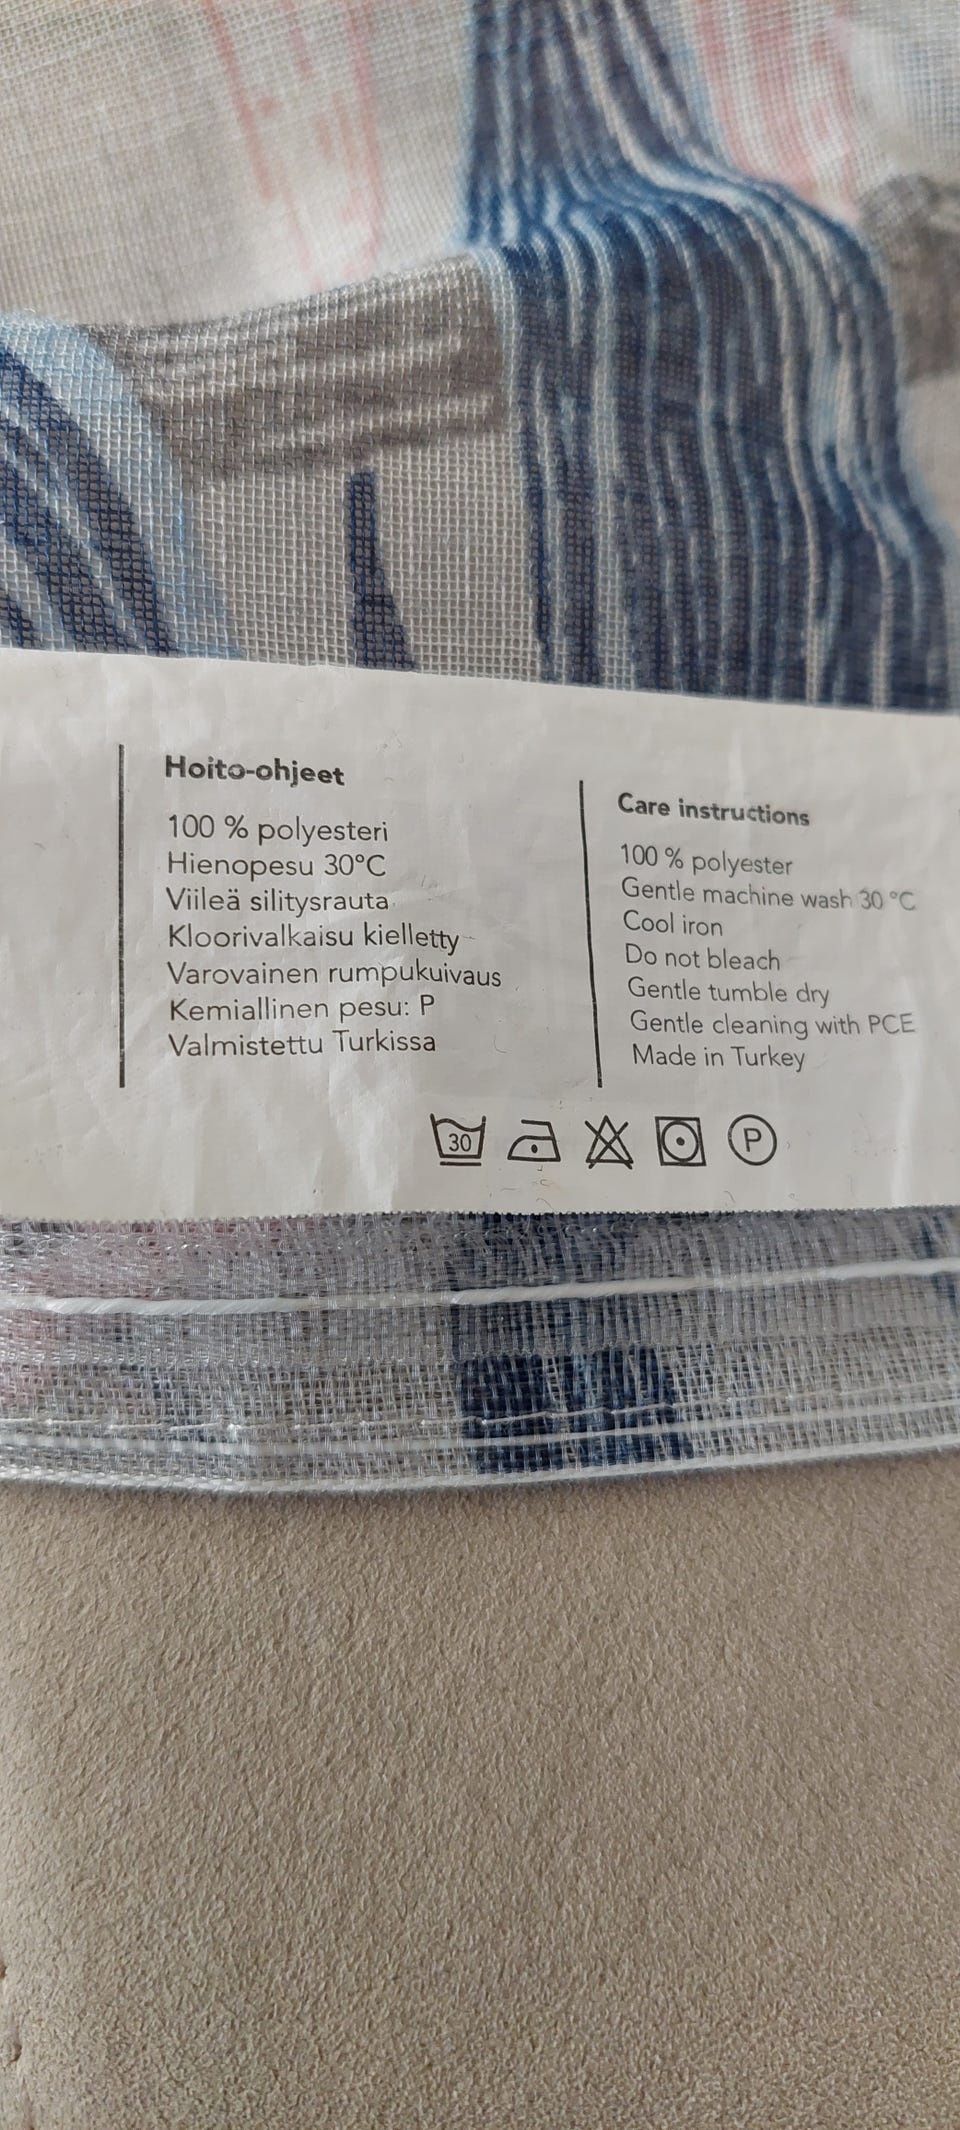 Hoito-ohjeet
100 % polyesteri
Hienopesu 30°C
Viileä silitysrauta
Kloorivalkaisu kielletty
Varovainen rumpukuivaus
Kemiallinen pesu: P
Valmistettu Turkissa
Care instructions
100 % polyester
Gentle machine wash 30 °C
Cool iron
Do not bleach
Gentle tumble dry
Gentle cleaning with PCE
Made in Turkey
30 P